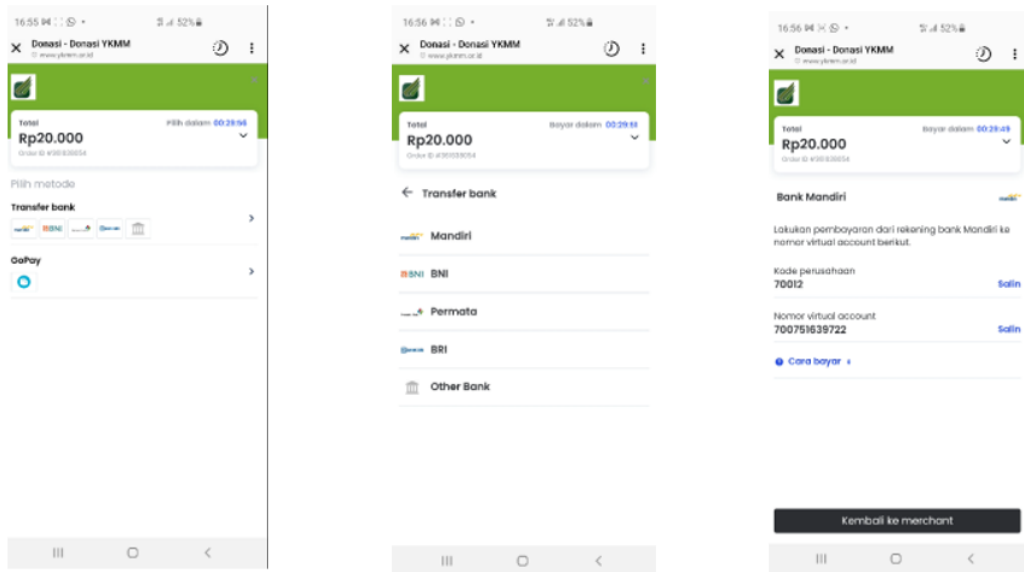 16:55
52%
Donasi - Donasi YKMM
www.ykmm.or.id
Total
Pilih dalam 00:29:56
Rp20.000
Pilih metode
Transfer bank
BNI
GoPay
16:56
52%
Donasi - Donasi YKMM
www.ykmm.or.id
Total
Bayar dalam 00:29:51
Rp20.000
Transfer bank
Mandiri
BNI BNI
Permata
BRI
Other Bank
16:56
52%
Donasi - Donasi YKMM
www.ykmm.or.id
Total
Bayar dalam 00:29:49
Rp20.000
Bank Mandiri
Lakukan pembayaran dari rekening bank Mandiri ke
nomor virtual account berikut.
Kode perusahaan
70012
Salin
Nomor virtual account
700751639722
Salin
Cara bayar
Kembali ke merchant